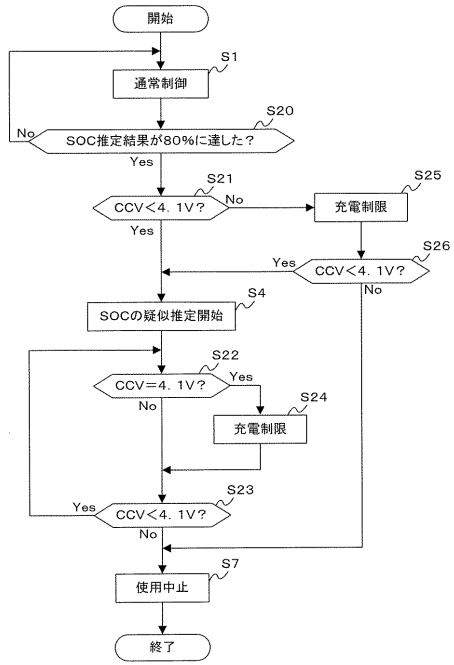 開始
S1
通常制御
S20
SOC推定結果が80%に達した?
No
Yes
S21
CCV<4.1V?
No
Yes
S25
充電制限
S26
CCV<4.1V?
Yes
No
S4
SOCの疑似推定開始
S22
CCV=4.1V?
Yes
No
S24
充電制限
S23
CCV<4.1V?
Yes
No
S7
使用中止
終了